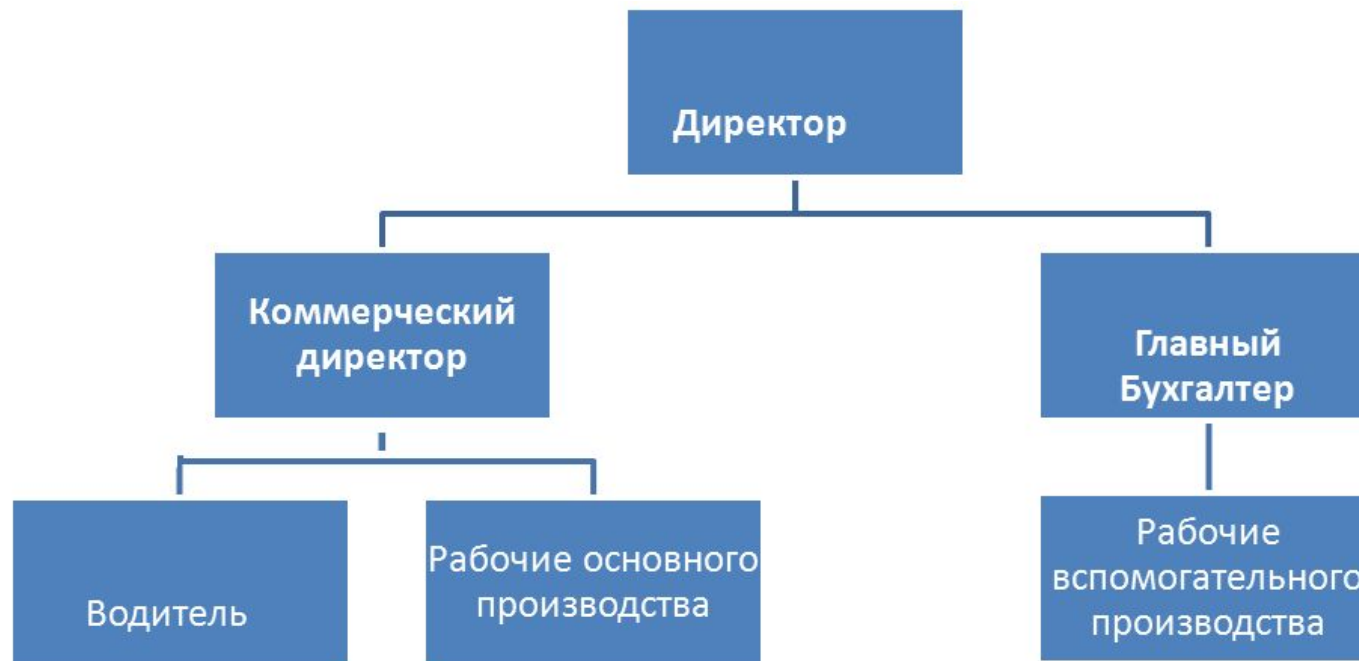 Директор
Коммерческий
директор
Главный
Бухгалтер
Водитель
Рабочие основного
производства
Рабочие
вспомогательного
производства